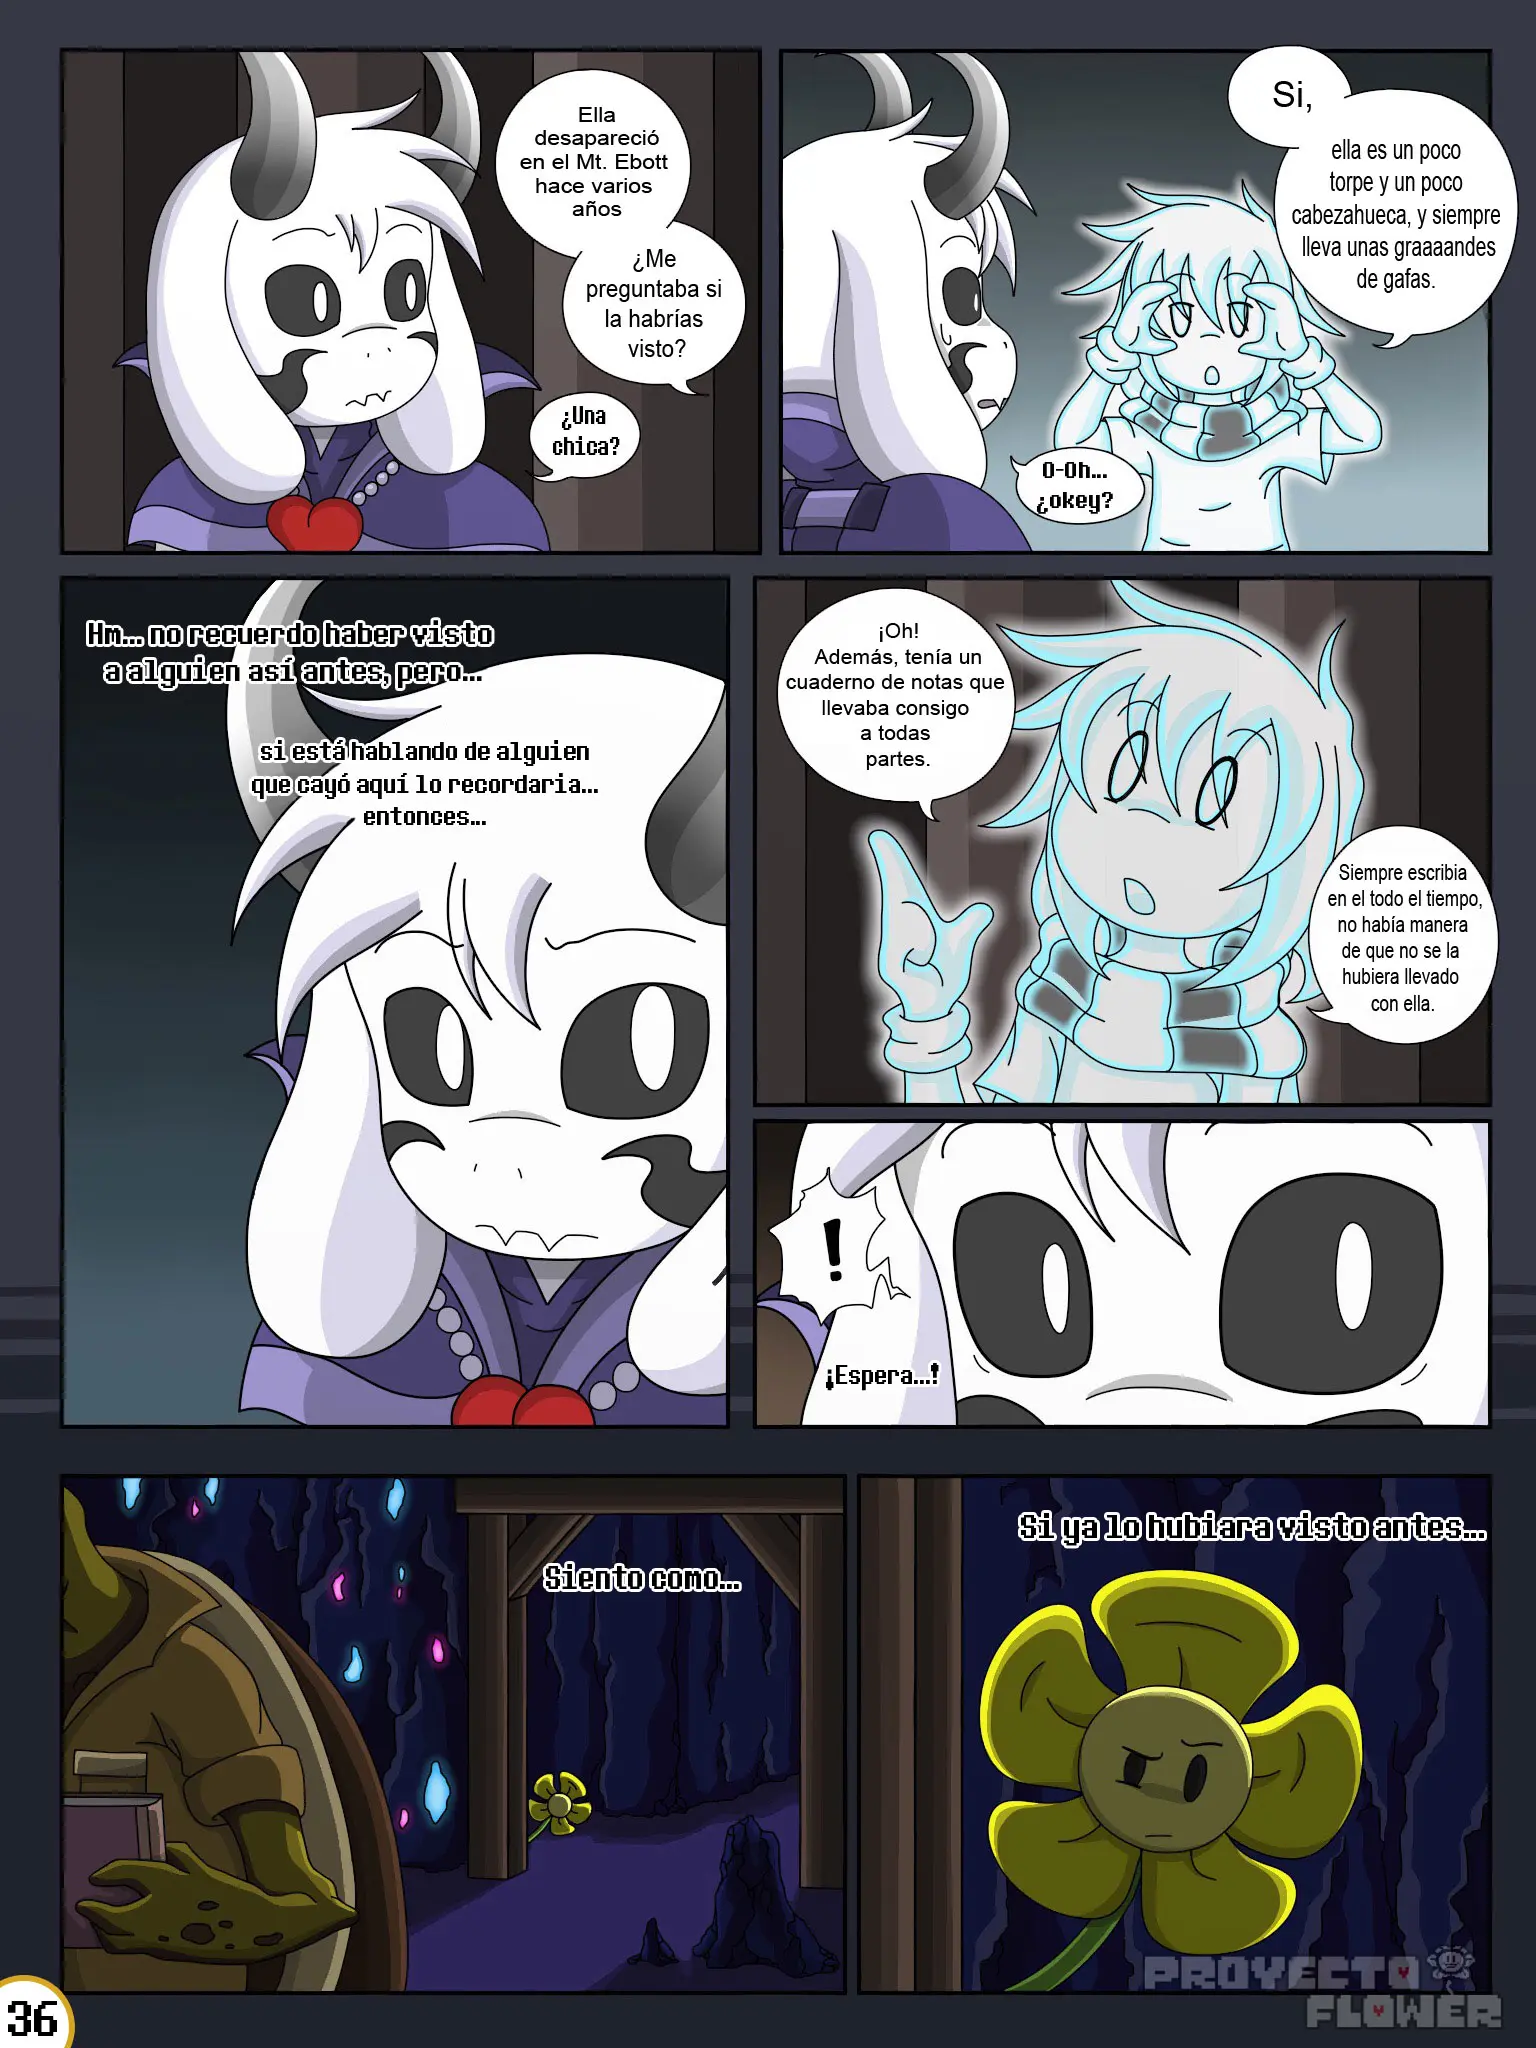 Ella
desapareció
en el Mt. Ebott
hace varios
años
¿Me
preguntaba si
la habrías
visto?
¿Una
chica?
Si,
ella es un poco
torpe y un poco
cabezahueca, y siempre
lleva unas graaaandes
de gafas.
O-Oh...
¿okey?
Hm... no recuerdo haber visto
a alguien así antes, pero...
si está hablando de alguien
que cayó aquí lo recordaria...
entonces...
¡Oh!
Además, tenía un
cuaderno de notas que
llevaba consigo
a todas
partes.
Siempre escribia
en el todo el tiempo,
no había manera
de que no se la
hubiera llevado
con ella.
!
¡Espera...!
Siento como...
Si ya lo hubiara visto antes...
PROYECTO
FLOWER
36